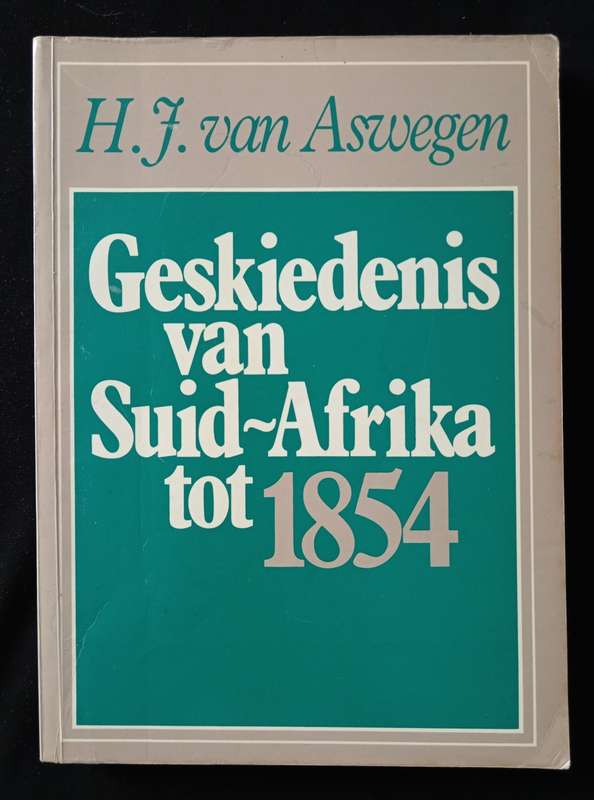 H.J. van Aswegen
Geskiedenis
van
Suid~Afrika
tot 1854